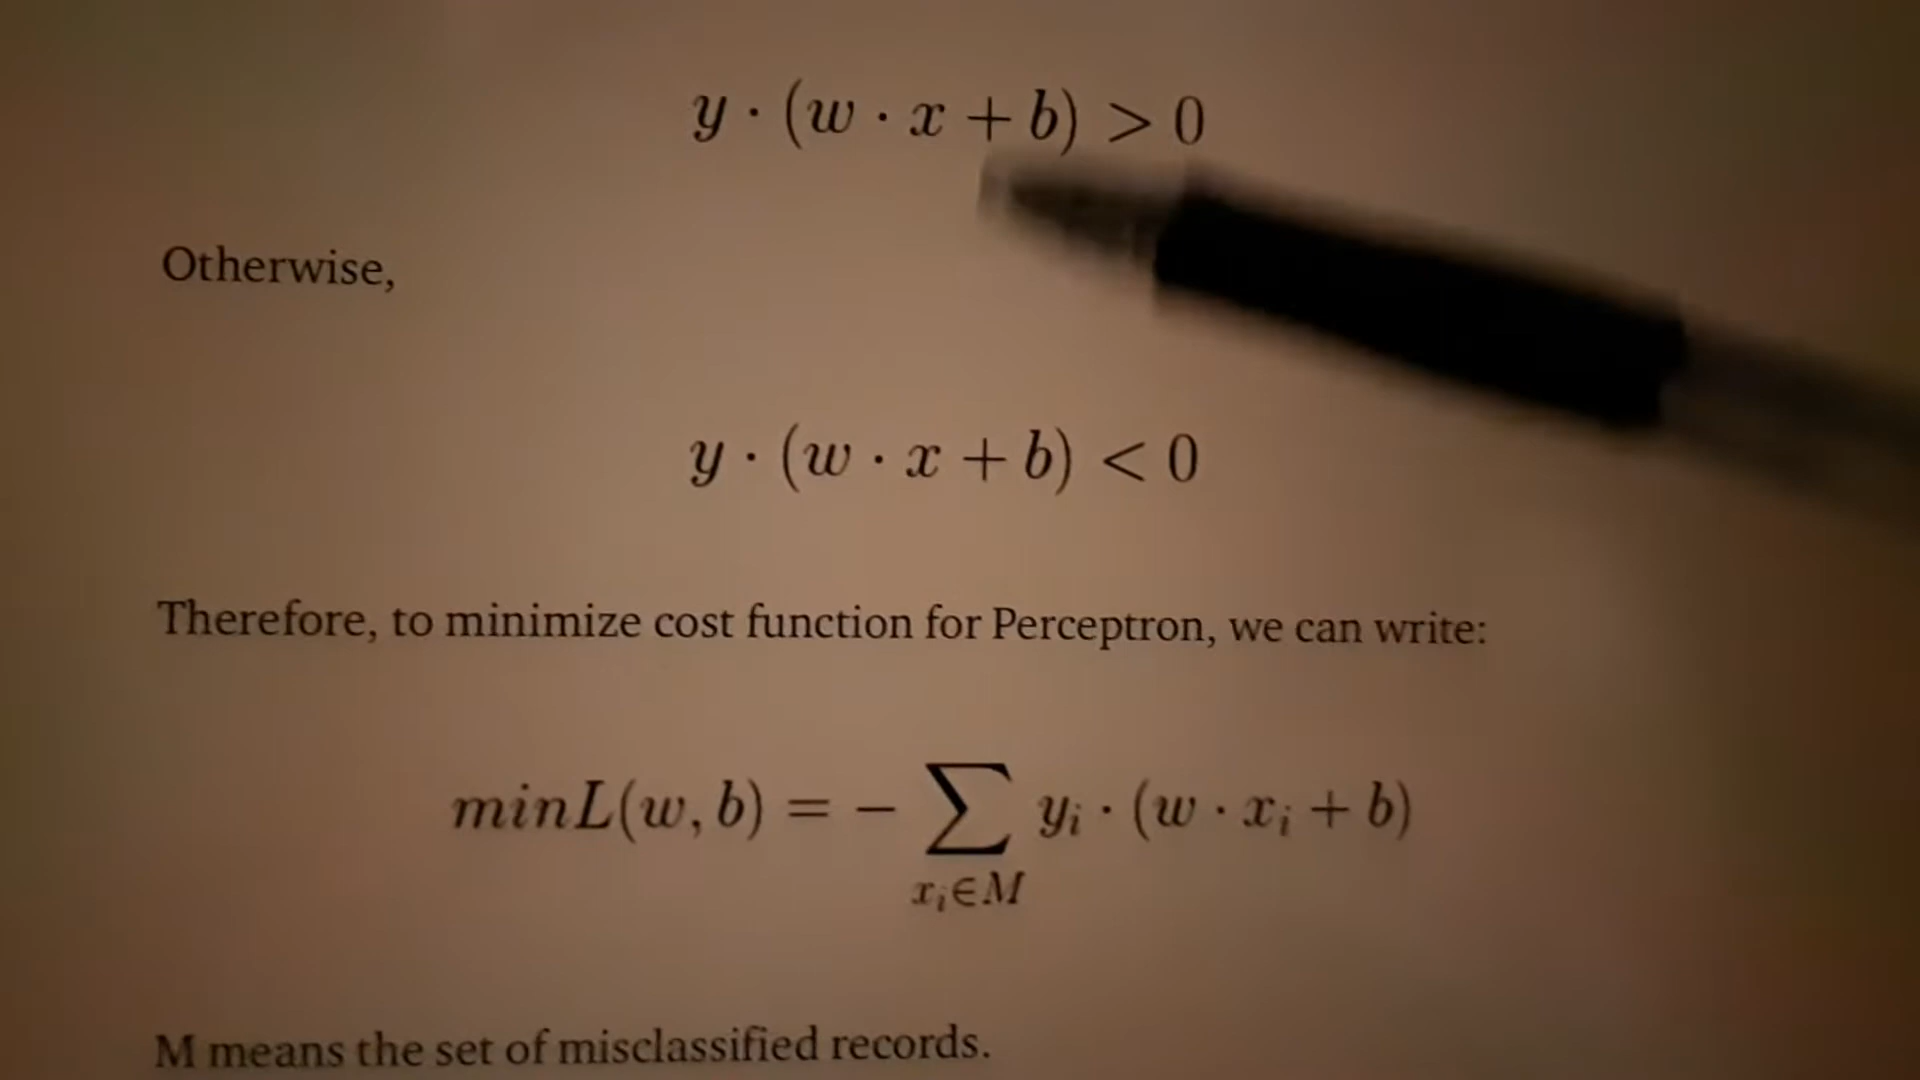 y · (w · x + b) > 0
Otherwise,
y · (w · x + b) < 0
Therefore, to minimize cost function for Perceptron, we can write:
minL(w, b) = − ∑ yᵢ · (w · xᵢ + b)
xᵢ∈M
M means the set of misclassified records.